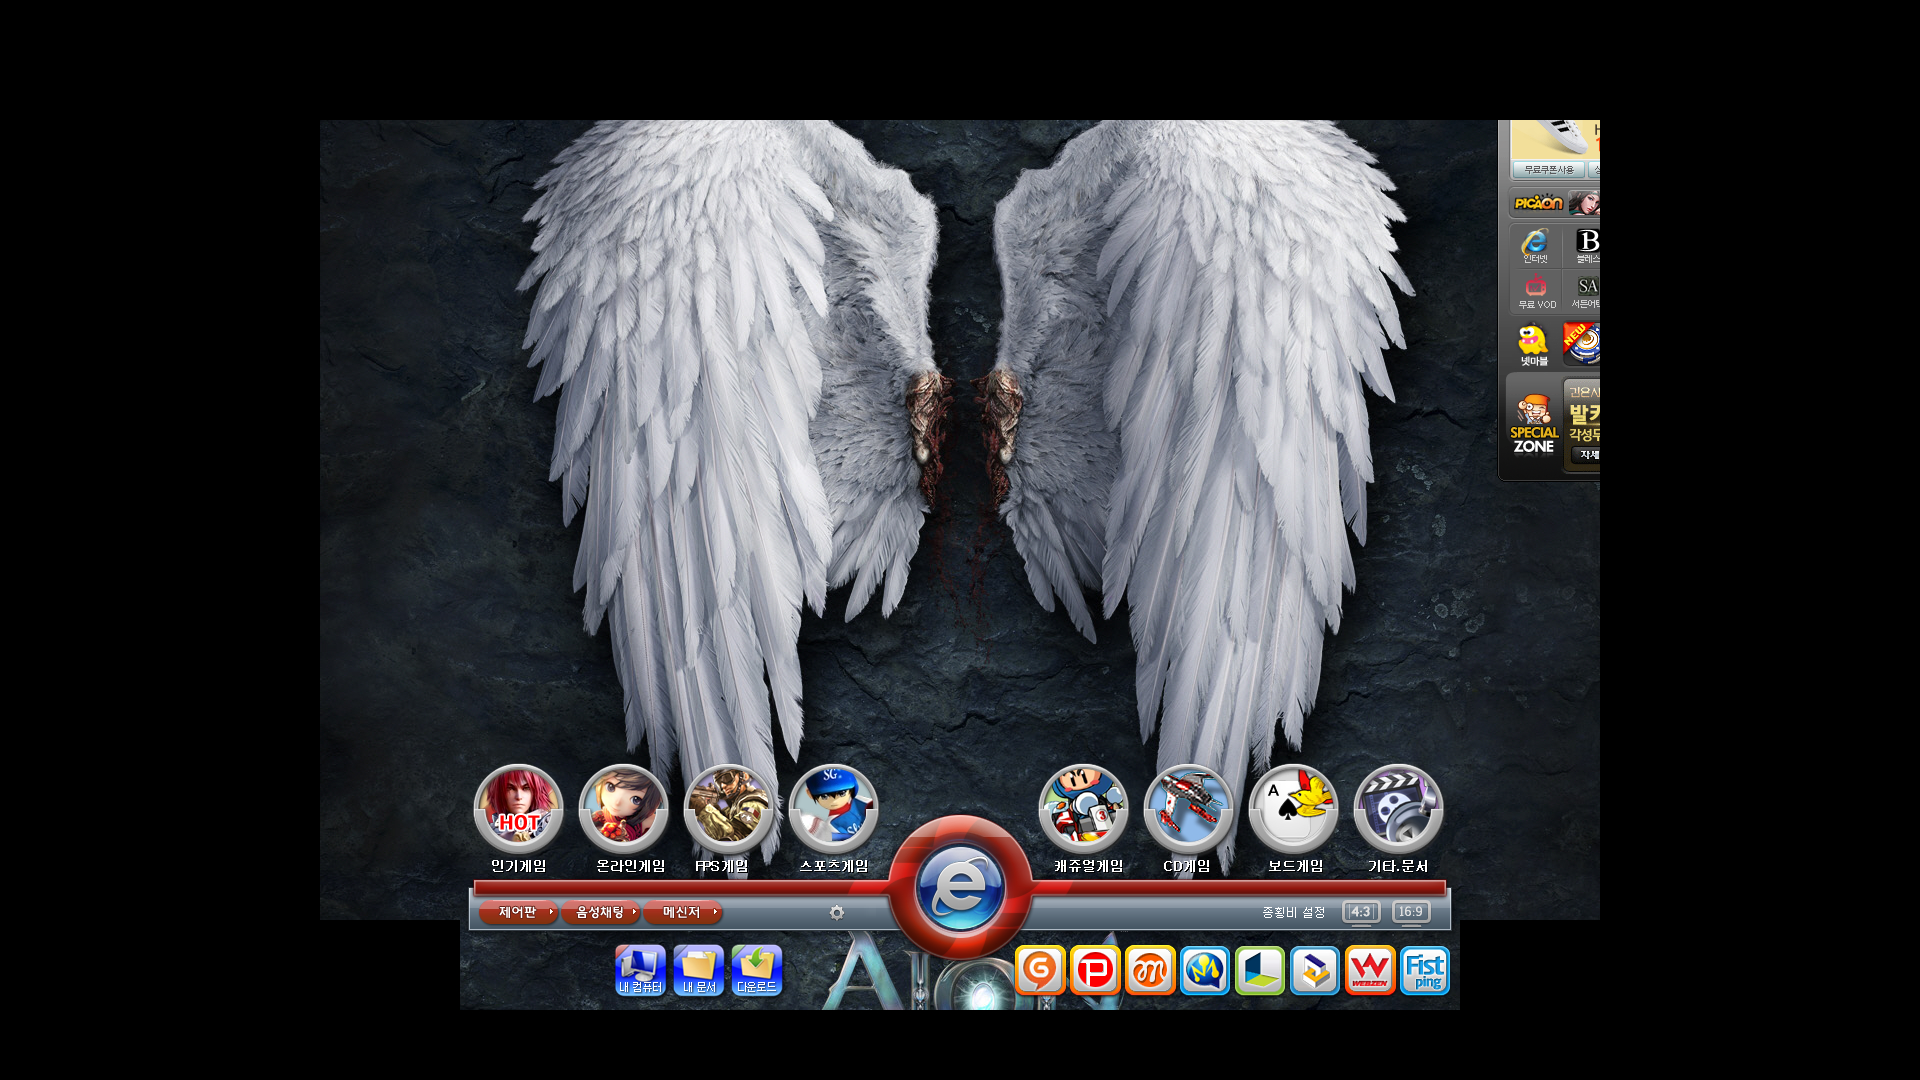 무료쿠폰사용
PICAON
인터넷
B
블레스
무료 VOD
SA
서든어택
넷마블
NEW
SPECIAL
ZONE
각성무
자세
HOT
SG
A
3
인기게임
온라인게임
FPS게임
스포츠게임
캐쥬얼게임
CD게임
보드게임
기타.문서
제어판
음성채팅
메신저
종횡비 설정
4:3
16:9
내 컴퓨터
내 문서
다운로드
AION
G
P
m
M
WEBZEN
Fist
ping